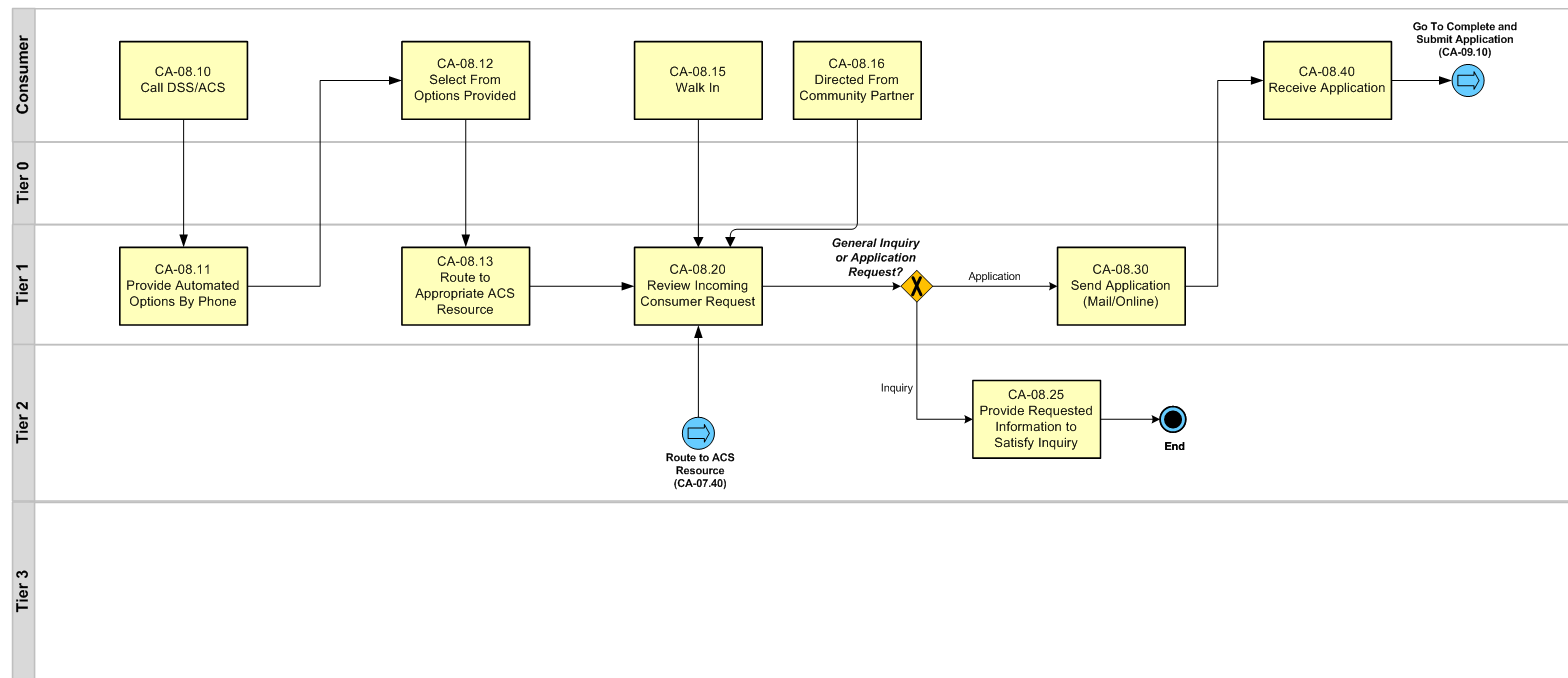 Consumer
CA-08.10
Call DSS/ACS
CA-08.12
Select From
Options Provided
CA-08.15
Walk In
CA-08.16
Directed From
Community Partner
CA-08.40
Receive Application
Go To Complete and
Submit Application
(CA-09.10)
Tier 0
Tier 1
CA-08.11
Provide Automated
Options By Phone
CA-08.13
Route to
Appropriate ACS
Resource
CA-08.20
Review Incoming
Consumer Request
General Inquiry
or Application
Request?
X
Application
CA-08.30
Send Application
(Mail/Online)
Tier 2
Route to ACS
Resource
(CA-07.40)
Inquiry
CA-08.25
Provide Requested
Information to
Satisfy Inquiry
End
Tier 3